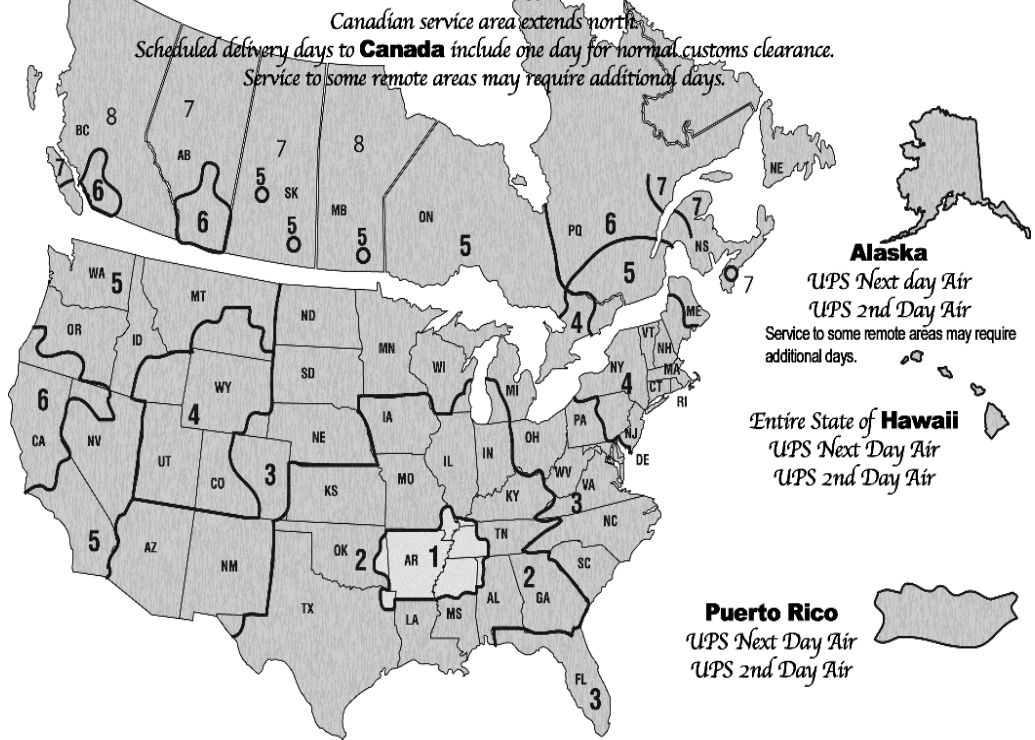 Canadian service area extends north.
Scheduled delivery days to Canada include one day for normal customs clearance.
Service to some remote areas may require additional days.
BC 8
7
AB
7
8
7
6
6
5
SK
5
MB
5
ON
5
PQ
6
7
7
NS
NE
5
7
4
WA 5
MT
ND
OR
ID
MN
SD
WY
WI
MI
ME
VT
NH
NY
4
MA
CT
RI
6
CA
NV
4
UT
CO
3
NE
IA
IL
IN
OH
PA
NJ
DE
KS
MO
KY
WV
VA
3
5
AZ
NM
OK 2
AR 1
TN
NC
SC
TX
LA
MS
AL
2
GA
FL
3
Alaska
UPS Next day Air
UPS 2nd Day Air
Service to some remote areas may require
additional days.
Entire State of Hawaii
UPS Next Day Air
UPS 2nd Day Air
Puerto Rico
UPS Next Day Air
UPS 2nd Day Air